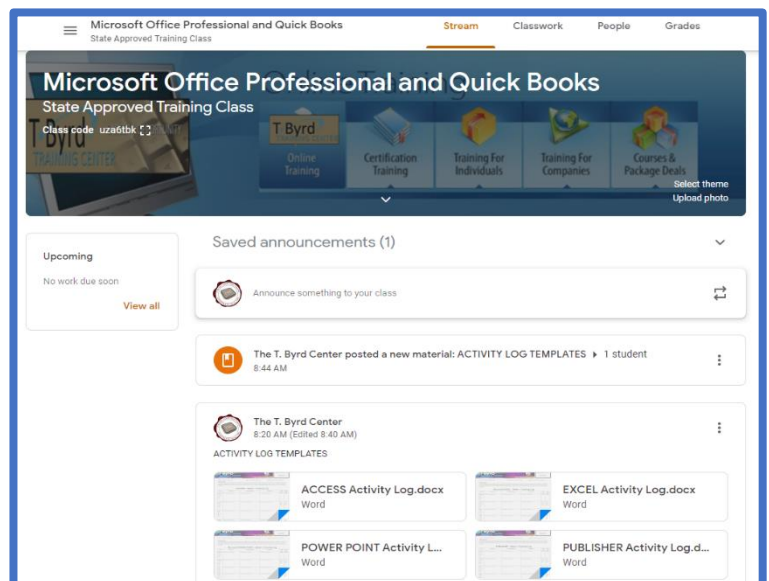 Microsoft Office Professional and Quick Books
State Approved Training Class
Stream
Classwork
People
Grades
Microsoft Office Professional and Quick Books
State Approved Training Class
Class code uza6tbk
T Byrd
TRAINING CENTER
T Byrd
Online Training
Certification Training
Training For Individuals
Training For Companies
Courses & Package Deals
Select theme
Upload photo
Upcoming
No work due soon
View all
Saved announcements (1)
Announce something to your class
The T. Byrd Center posted a new material: ACTIVITY LOG TEMPLATES 1 student
8:44 AM
The T. Byrd Center
8:20 AM (Edited 8:40 AM)
ACTIVITY LOG TEMPLATES
ACCESS Activity Log.docx
Word
EXCEL Activity Log.docx
Word
POWER POINT Activity L...
Word
PUBLISHER Activity Log.d...
Word